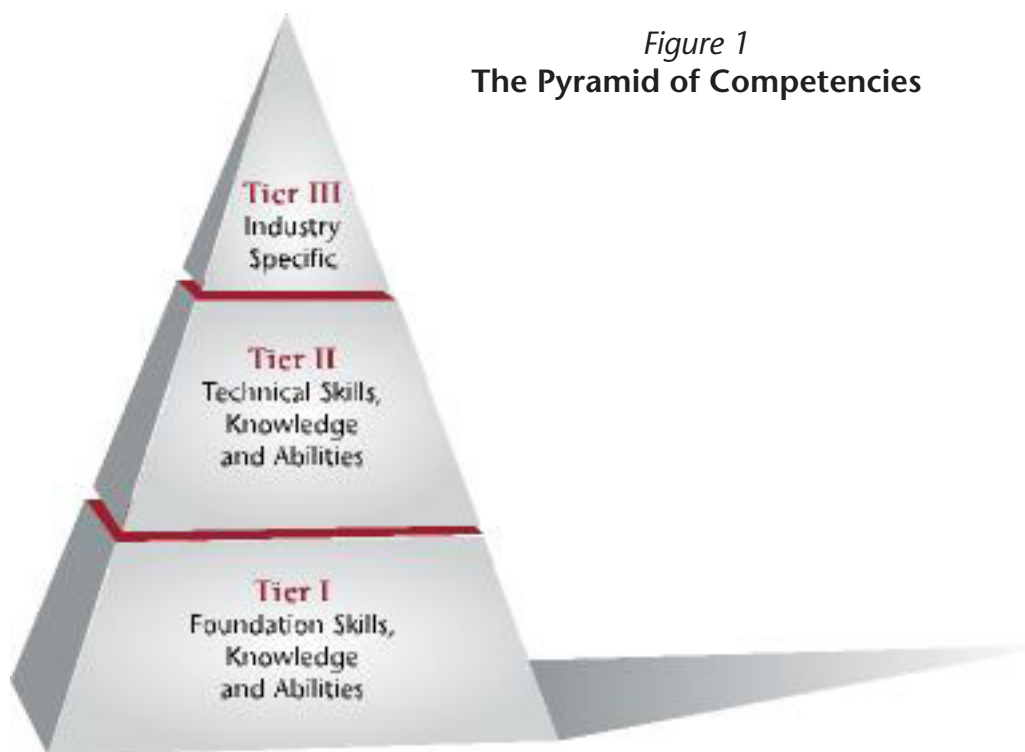 Figure 1
The Pyramid of Competencies
Tier III
Industry
Specific
Tier II
Technical Skills,
Knowledge
and Abilities
Tier I
Foundation Skills,
Knowledge
and Abilities